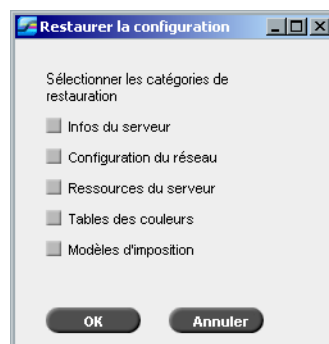 Restaurer la configuration
Sélectionner les catégories de
restauration
Infos du serveur
Configuration du réseau
Ressources du serveur
Tables des couleurs
Modèles d'imposition
OK
Annuler